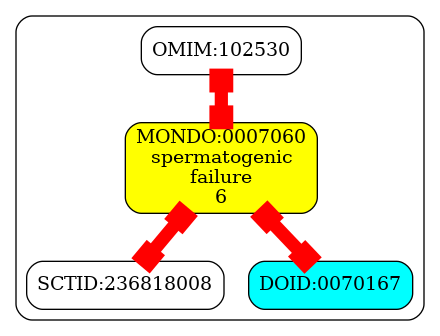 OMIM:102530
MONDO:0007060
spermatogenic
failure
6
SCTID:236818008
DOID:0070167